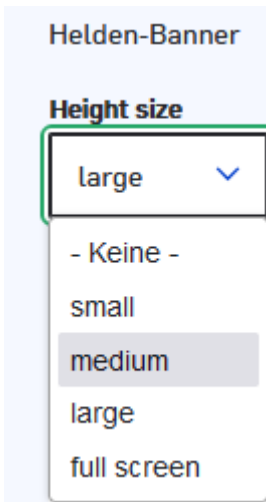 Helden-Banner
Height size
large
- Keine -
small
medium
large
full screen